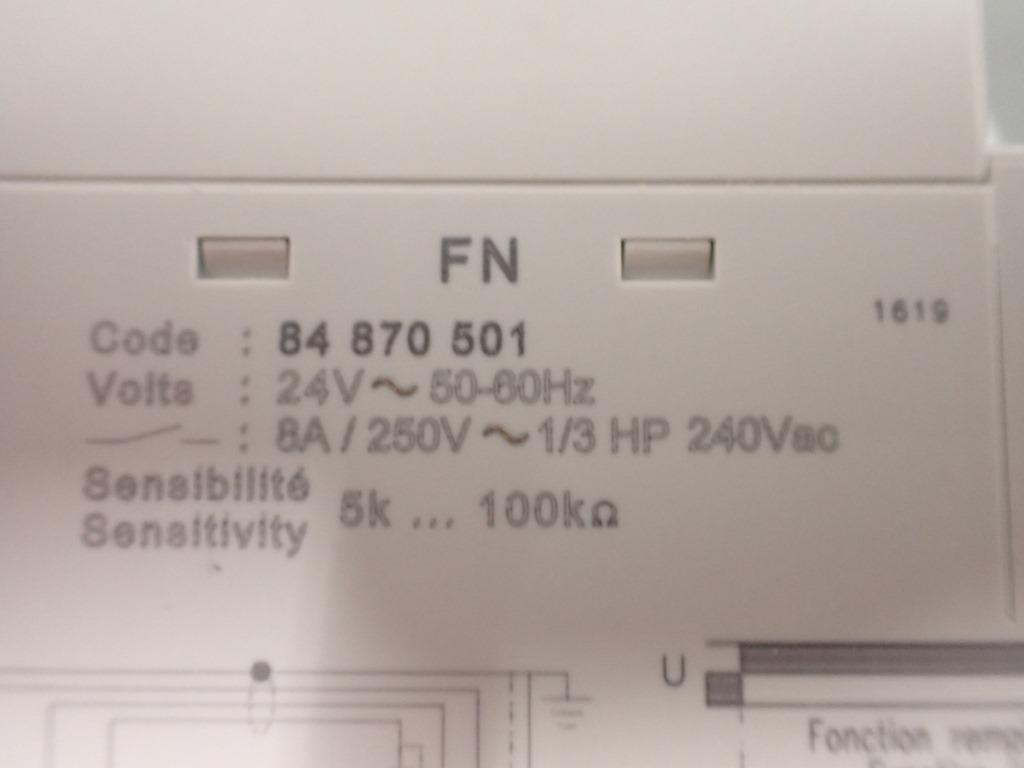 FN
1619
Code : 84 870 501
Volts : 24V~ 50-60Hz
: 8A / 250V ~ 1/3 HP 240Vac
Sensibilité
Sensitivity
5k ... 100kΩ
U
Fonction